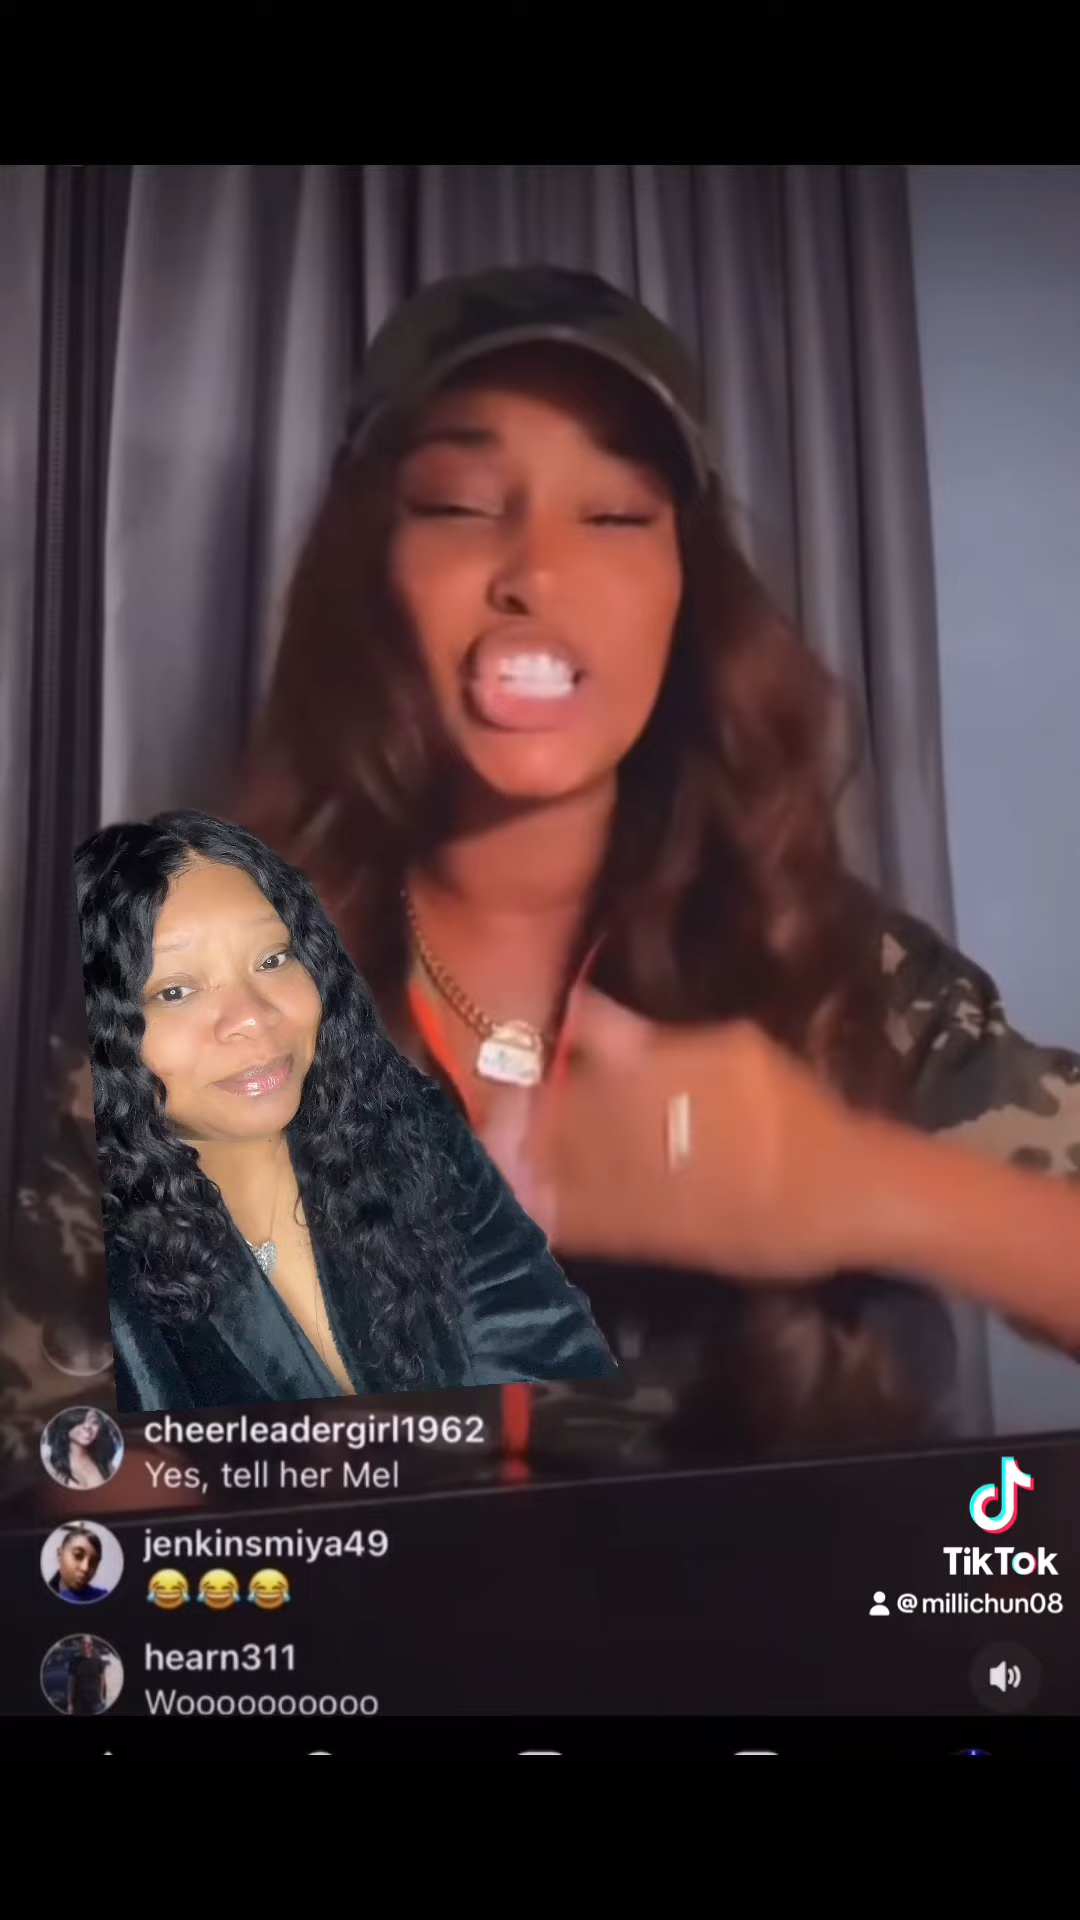 cheerleadergirl1962
Yes, tell her Mel
jenkinsmiya49
😂😂😂
hearn311
Woooooooooo
TikTok
@millichun08